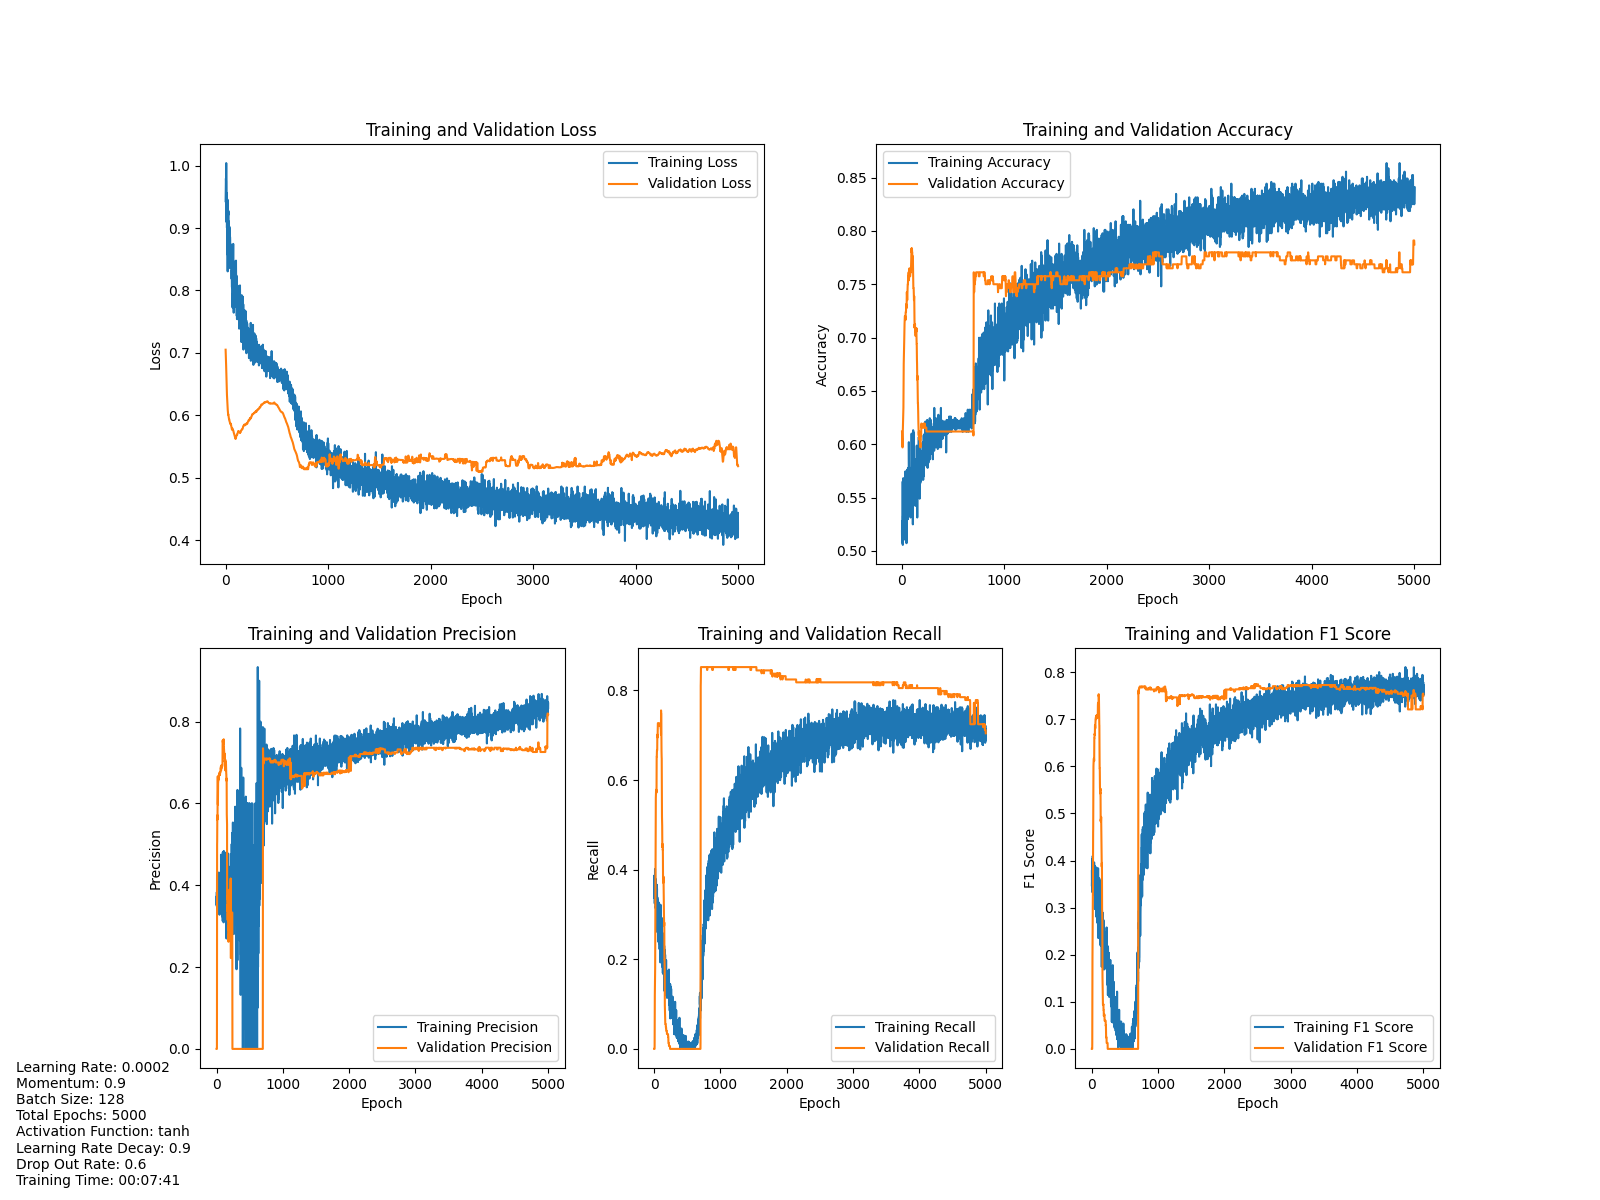 Training and Validation Loss
Training Loss
Validation Loss
1.0
0.9
0.8
0.7
0.6
0.5
0.4
Loss
0 1000 2000 3000 4000 5000
Epoch
Training and Validation Accuracy
Training Accuracy
Validation Accuracy
0.85
0.80
0.75
0.70
0.65
0.60
0.55
0.50
Accuracy
0 1000 2000 3000 4000 5000
Epoch
Training and Validation Precision
0.8
0.6
0.4
0.2
0.0
Precision
Training Precision
Validation Precision
0 1000 2000 3000 4000 5000
Epoch
Training and Validation Recall
0.8
0.6
0.4
0.2
0.0
Recall
Training Recall
Validation Recall
0 1000 2000 3000 4000 5000
Epoch
Training and Validation F1 Score
0.8
0.7
0.6
0.5
0.4
0.3
0.2
0.1
0.0
F1 Score
Training F1 Score
Validation F1 Score
0 1000 2000 3000 4000 5000
Epoch
Learning Rate: 0.0002
Momentum: 0.9
Batch Size: 128
Total Epochs: 5000
Activation Function: tanh
Learning Rate Decay: 0.9
Drop Out Rate: 0.6
Training Time: 00:07:41